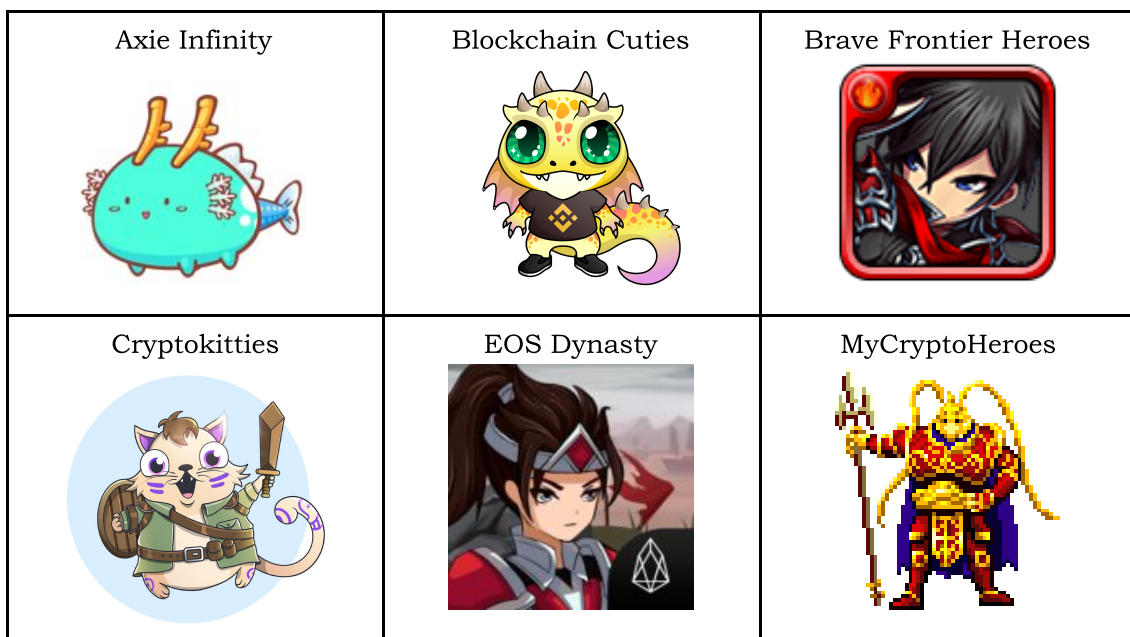 Axie Infinity
Blockchain Cuties
Brave Frontier Heroes
Cryptokitties
EOS Dynasty
MyCryptoHeroes